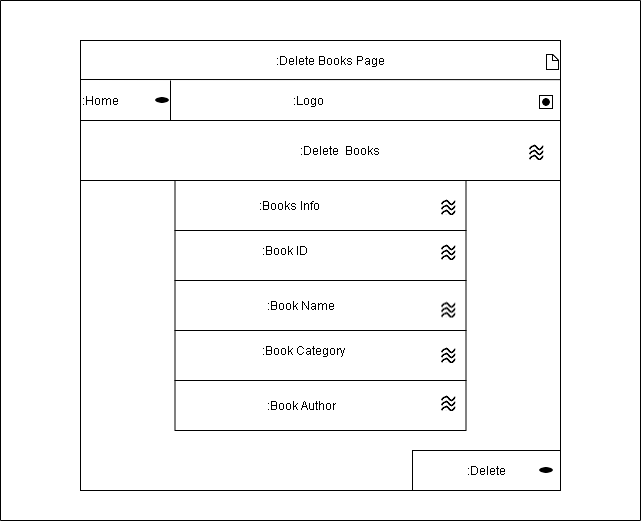 :Delete Books Page
:Home :Logo
:Delete Books
:Books Info
:Book ID
:Book Name
:Book Category
:Book Author
:Delete